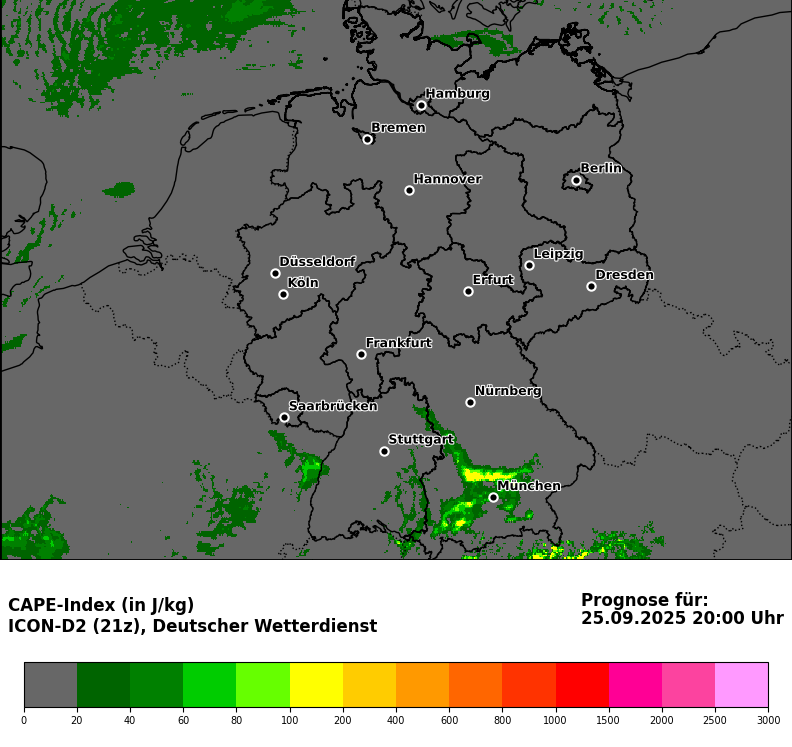 Hamburg
Bremen
Berlin
Hannover
Leipzig
Düsseldorf
Dresden
Erfurt
Köln
Frankfurt
Nürnberg
Saarbrücken
Stuttgart
München
CAPE-Index (in J/kg)
ICON-D2 (21z), Deutscher Wetterdienst
Prognose für:
25.09.2025 20:00 Uhr
0 20 40 60 80 100 200 400 600 800 1000 1500 2000 2500 3000